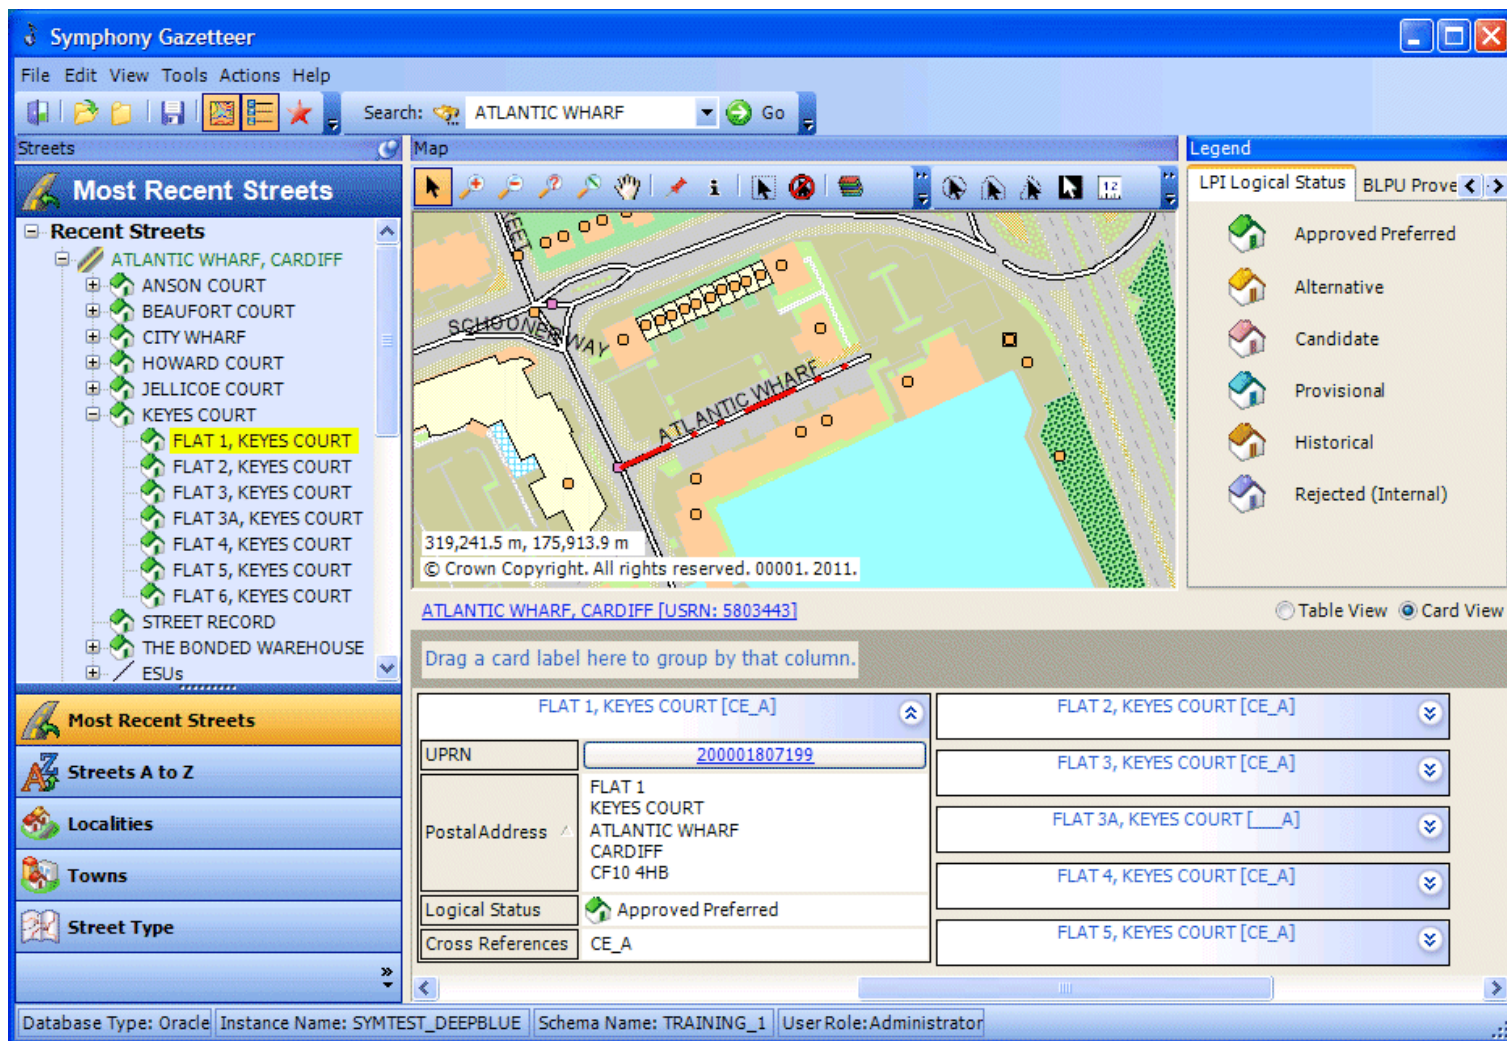 Symphony Gazetteer
File Edit View Tools Actions Help
Search: ATLANTIC WHARF Go
Streets
Most Recent Streets
Recent Streets
ATLANTIC WHARF, CARDIFF
ANSON COURT
BEAUFORT COURT
CITY WHARF
HOWARD COURT
JELLICOE COURT
KEYES COURT
FLAT 1, KEYES COURT
FLAT 2, KEYES COURT
FLAT 3, KEYES COURT
FLAT 3A, KEYES COURT
FLAT 4, KEYES COURT
FLAT 5, KEYES COURT
FLAT 6, KEYES COURT
STREET RECORD
THE BONDED WAREHOUSE
ESUs
Most Recent Streets
Streets A to Z
Localities
Towns
Street Type
Map
REET
SCHOONER WAY
ATLANTIC WHARF
319,241.5 m, 175,913.9 m
© Crown Copyright. All rights reserved. 00001. 2011.
Legend
LPI Logical Status BLPU Prove
Approved Preferred
Alternative
Candidate
Provisional
Historical
Rejected (Internal)
ATLANTIC WHARF, CARDIFF [USRN: 5803443]
Table View Card View
Drag a card label here to group by that column.
FLAT 1, KEYES COURT [CE_A]
UPRN 200001807199
PostalAddress
FLAT 1
KEYES COURT
ATLANTIC WHARF
CARDIFF
CF10 4HB
Logical Status Approved Preferred
Cross References CE_A
FLAT 2, KEYES COURT [CE_A]
FLAT 3, KEYES COURT [CE_A]
FLAT 3A, KEYES COURT [___A]
FLAT 4, KEYES COURT [CE_A]
FLAT 5, KEYES COURT [CE_A]
Database Type: Oracle Instance Name: SYMTEST_DEEPBLUE Schema Name: TRAINING_1 User Role: Administrator